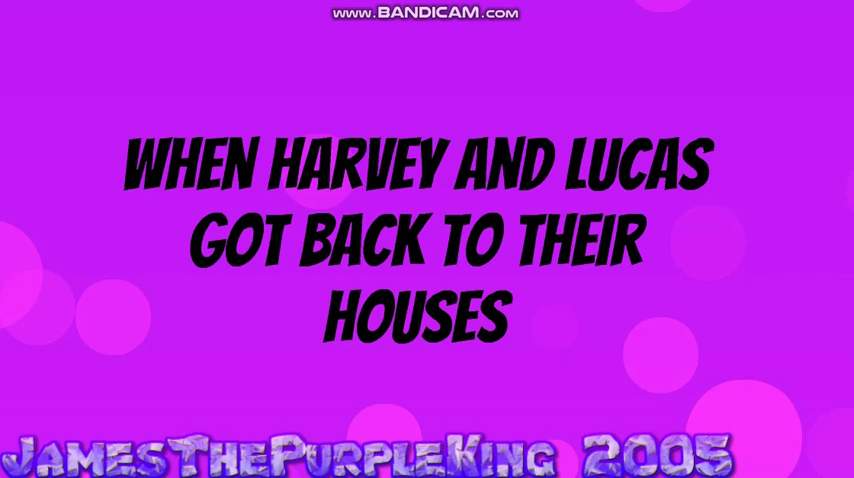 www.BANDICAM.com
WHEN HARVEY AND LUCAS
GOT BACK TO THEIR
HOUSES
JamesThePurpleKing 2005